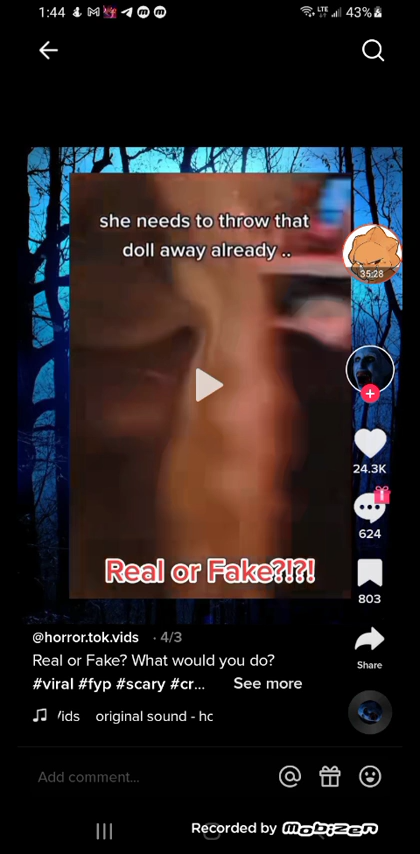 1:44
LTE
43%
she needs to throw that
doll away already ..
35:28
24.3K
624
803
Real or Fake?!?!
@horror.tok.vids · 4/3
Real or Fake? What would you do?
#viral #fyp #scary #cr... See more
Share
/ids original sound - hc
Add comment...
Recorded by Mobizen